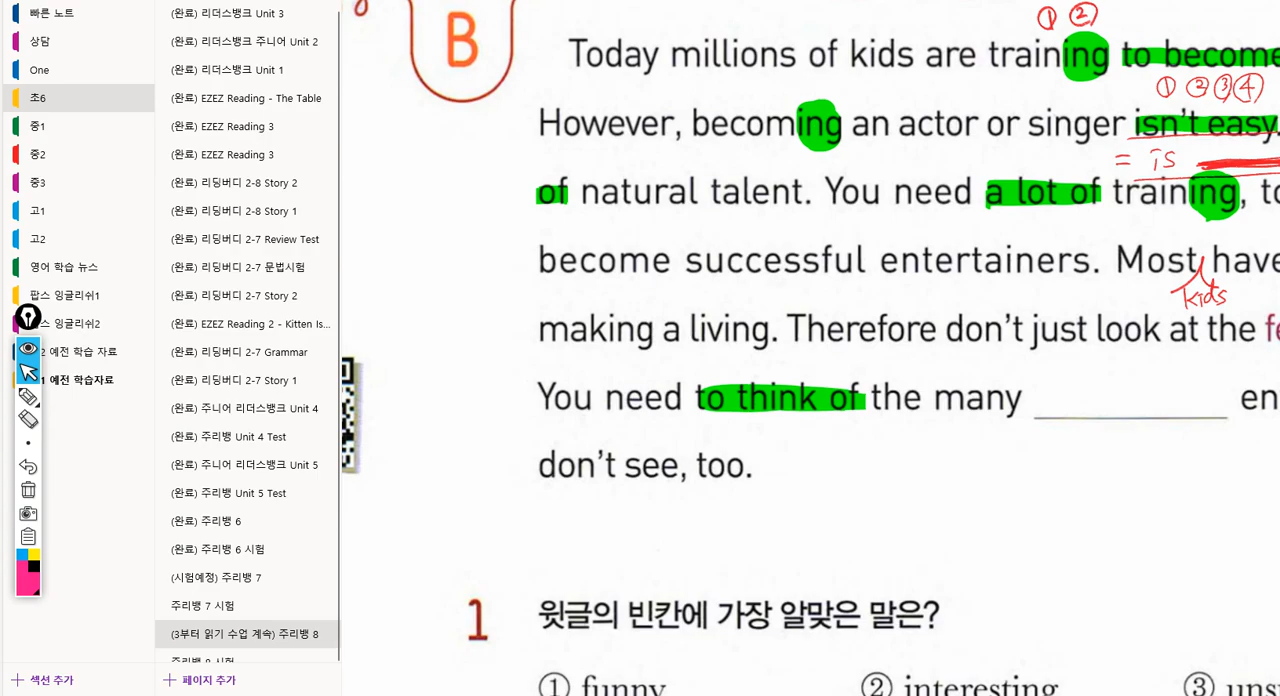 빠른 노트
상담
One
초6
중1
중2
중3
고1
고2
영어 학습 뉴스
팝스 잉글리쉬1
스 잉글리쉬2
2 예전 학습 자료
1 예전 학습자료
섹션 추가
(완료) 리더스뱅크 Unit 3
(완료) 리더스뱅크 주니어 Unit 2
(완료) 리더스뱅크 Unit 1
(완료) EZEZ Reading - The Table
(완료) EZEZ Reading 3
(완료) EZEZ Reading 3
(완료) 리딩버디 2-8 Story 2
(완료) 리딩버디 2-8 Story 1
(완료) 리딩버디 2-7 Review Test
(완료) 리딩버디 2-7 문법시험
(완료) 리딩버디 2-7 Story 2
(완료) EZEZ Reading 2 - Kitten Is...
(완료) 리딩버디 2-7 Grammar
(완료) 리딩버디 2-7 Story 1
(완료) 주니어 리더스뱅크 Unit 4
(완료) 주리뱅 Unit 4 Test
(완료) 주니어 리더스뱅크 Unit 5
(완료) 주리뱅 Unit 5 Test
(완료) 주리뱅 6
(완료) 주리뱅 6 시험
(시험예정) 주리뱅 7
주리뱅 7 시험
(3부터 읽기 수업 계속) 주리뱅 8
주리뱅 8 시험
페이지 추가
B
① ②
Today millions of kids are training to become
① ② ③ ④
However, becoming an actor or singer isn't easy.
= is
of natural talent. You need a lot of training, to
become successful entertainers. Most have
kids
making a living. Therefore don't just look at the fe
You need to think of the many ____________ en
don't see, too.
1 윗글의 빈칸에 가장 알맞은 말은?
① funny ② interesting ③ uns